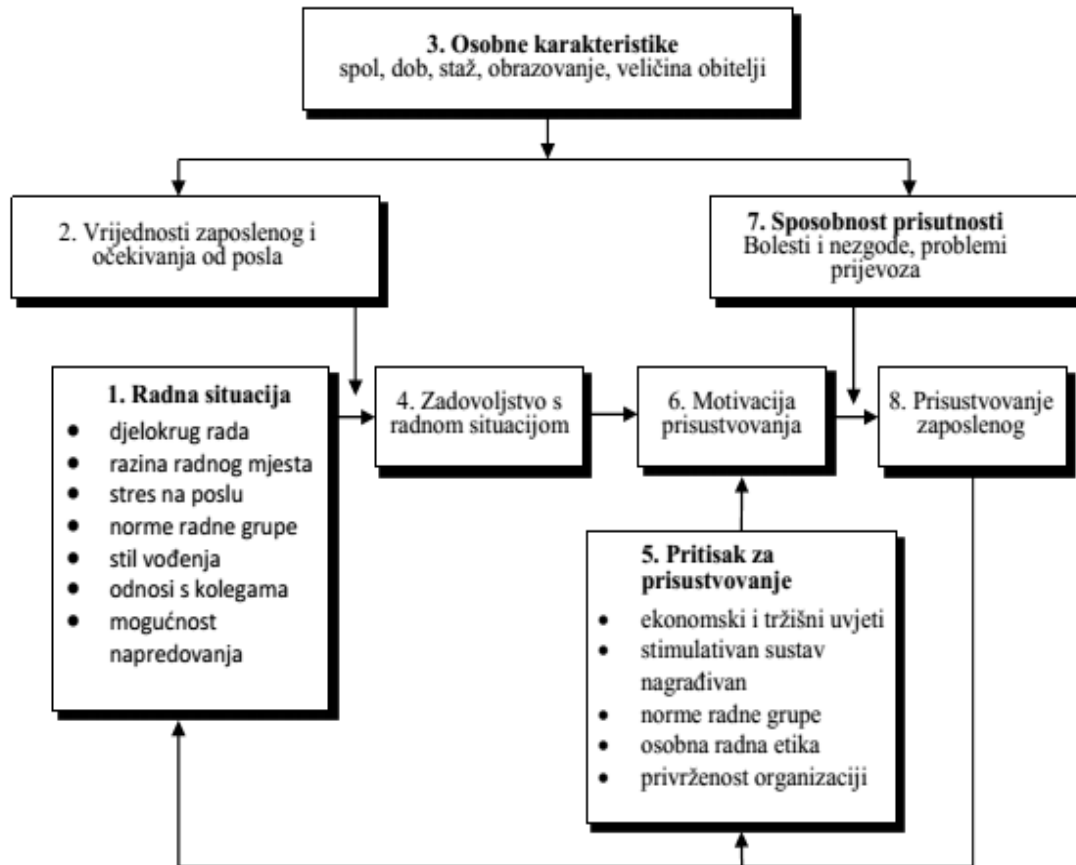 3. Osobne karakteristike
spol, dob, staž, obrazovanje, veličina obitelji
2. Vrijednosti zaposlenog i
očekivanja od posla
7. Sposobnost prisutnosti
Bolesti i nezgode, problemi
prijevoza
1. Radna situacija
• djelokrug rada
• razina radnog mjesta
• stres na poslu
• norme radne grupe
• stil vođenja
• odnosi s kolegama
• mogućnost
napredovanja
4. Zadovoljstvo s
radnom situacijom
6. Motivacija
prisustvovanja
8. Prisustvovanje
zaposlenog
5. Pritisak za
prisustvovanje
• ekonomski i tržišni uvjeti
• stimulativan sustav
nagrađivan
• norme radne grupe
• osobna radna etika
• privrženost organizaciji